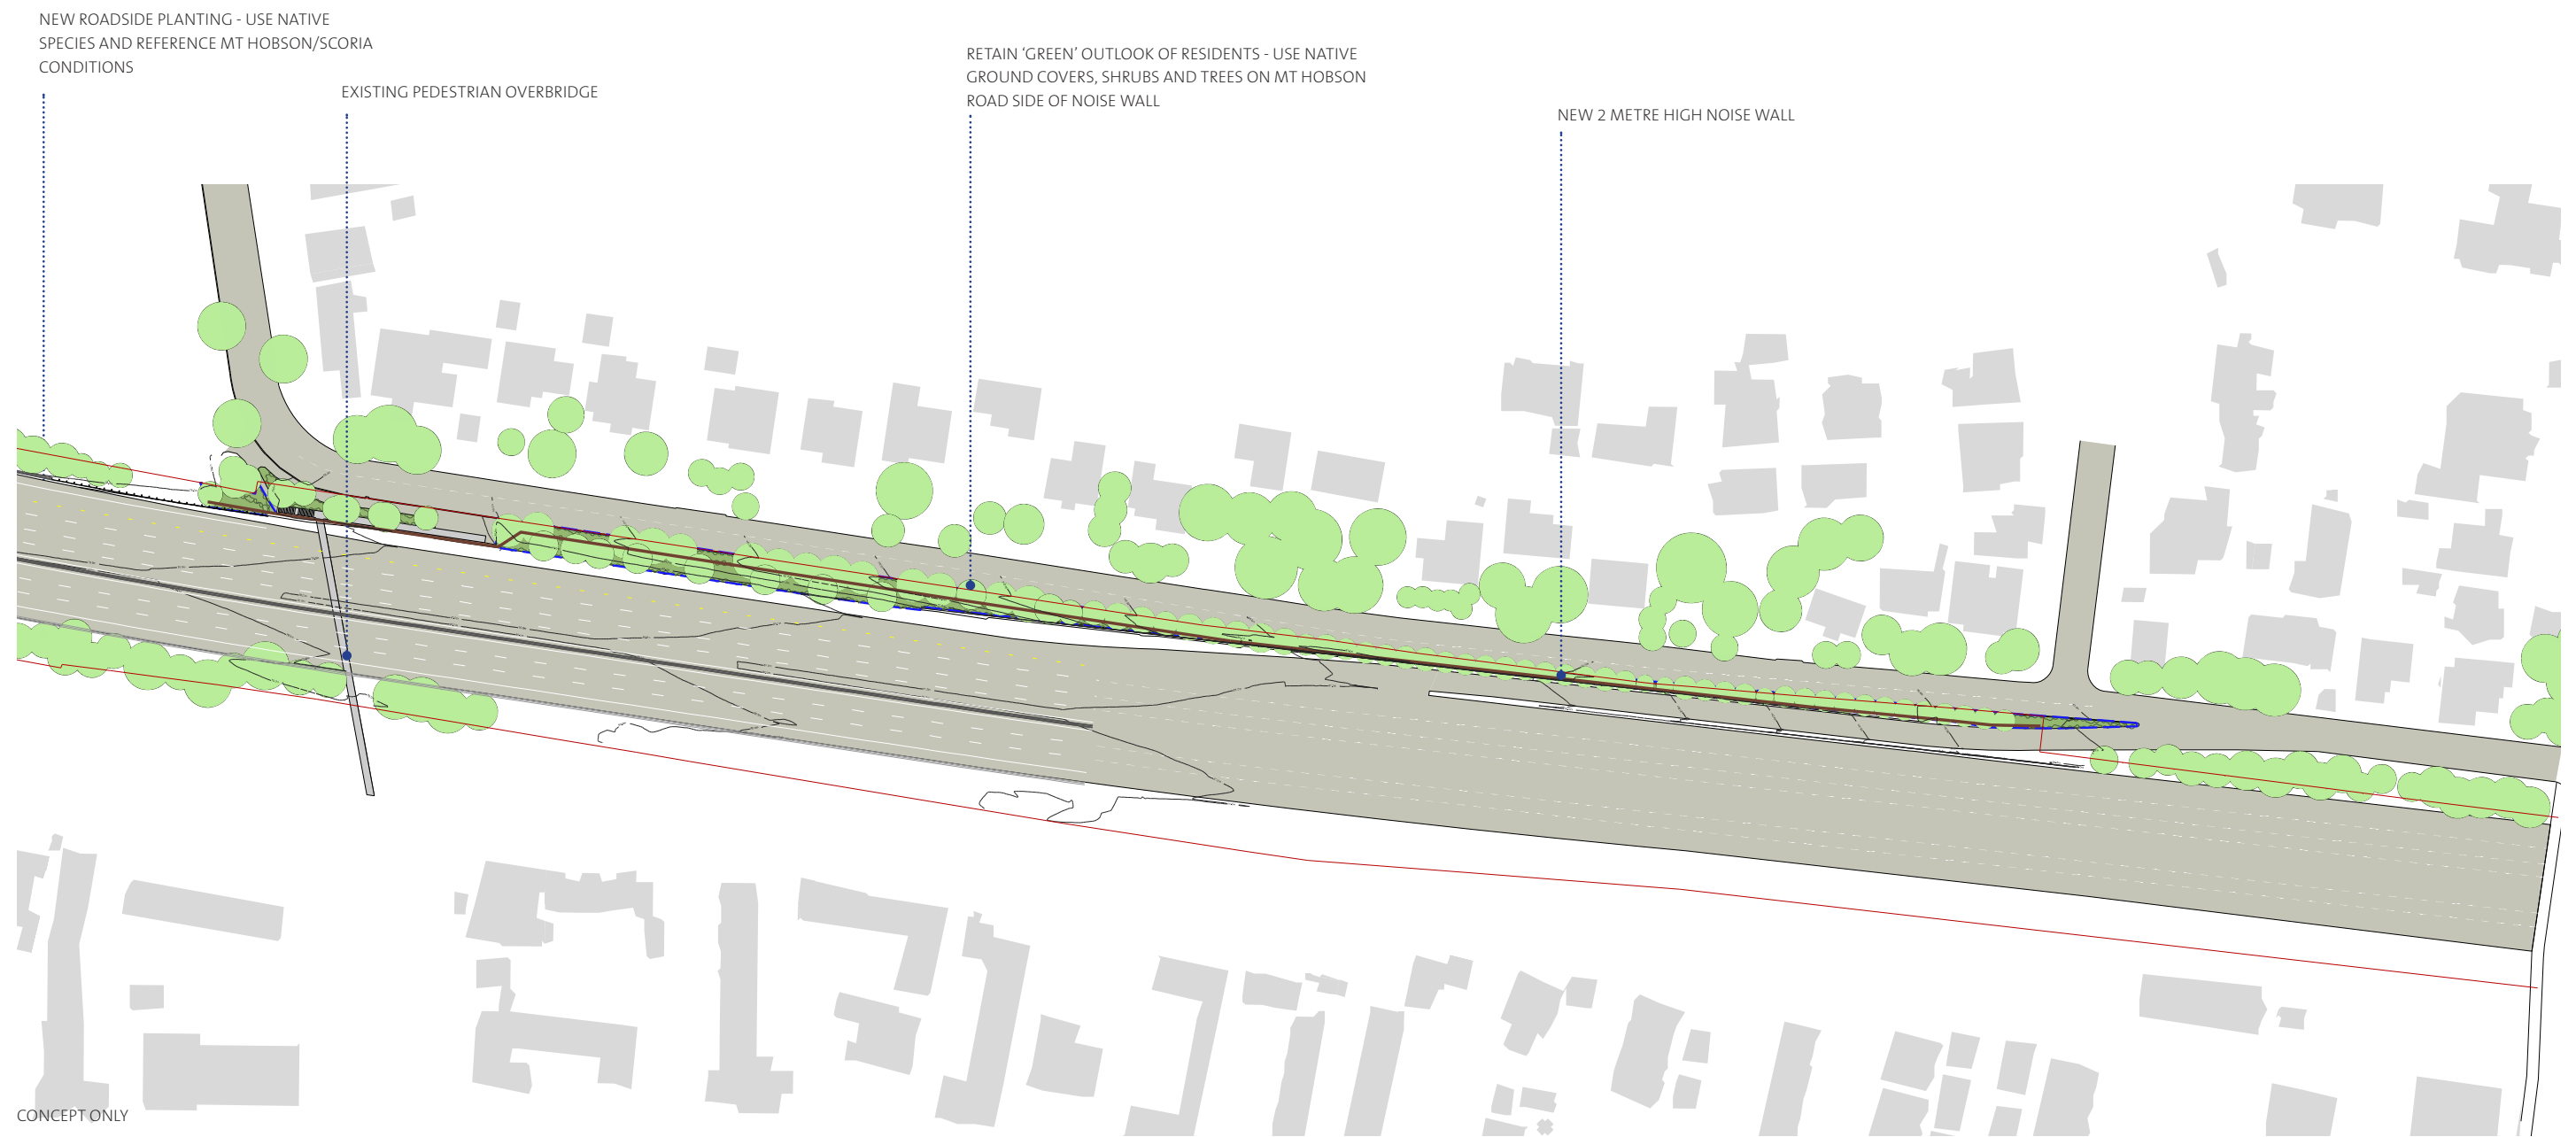 NEW ROADSIDE PLANTING - USE NATIVE
SPECIES AND REFERENCE MT HOBSON/SCORIA
CONDITIONS
EXISTING PEDESTRIAN OVERBRIDGE
RETAIN ‘GREEN’ OUTLOOK OF RESIDENTS - USE NATIVE
GROUND COVERS, SHRUBS AND TREES ON MT HOBSON
ROAD SIDE OF NOISE WALL
NEW 2 METRE HIGH NOISE WALL
CONCEPT ONLY